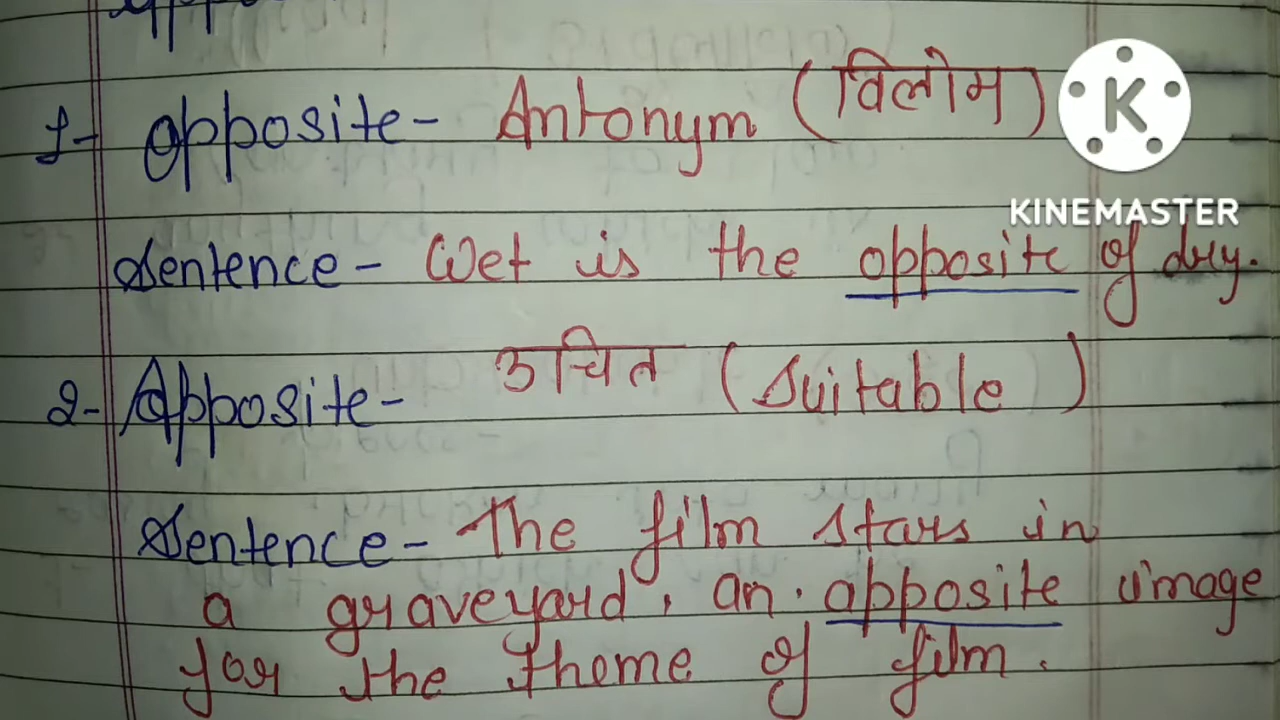 1- Opposite- Antonym (विलोम)
KINEMASTER
Sentence- Wet is the opposite of dry.
2- Apposite- उचित (Suitable)
Sentence- The film stars in
a graveyard, an apposite image
for the theme of film.